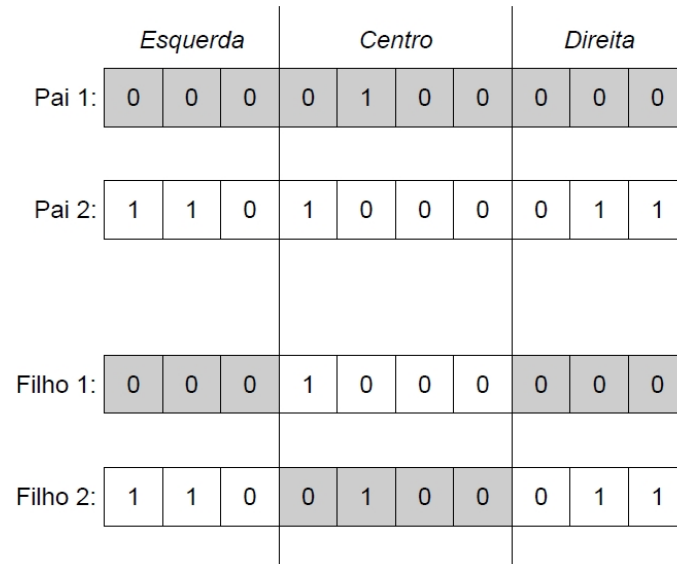 Esquerda Centro Direita
Pai 1: 0 0 0 0 1 0 0 0 0 0
Pai 2: 1 1 0 1 0 0 0 0 1 1
Filho 1: 0 0 0 1 0 0 0 0 0 0
Filho 2: 1 1 0 0 1 0 0 0 1 1